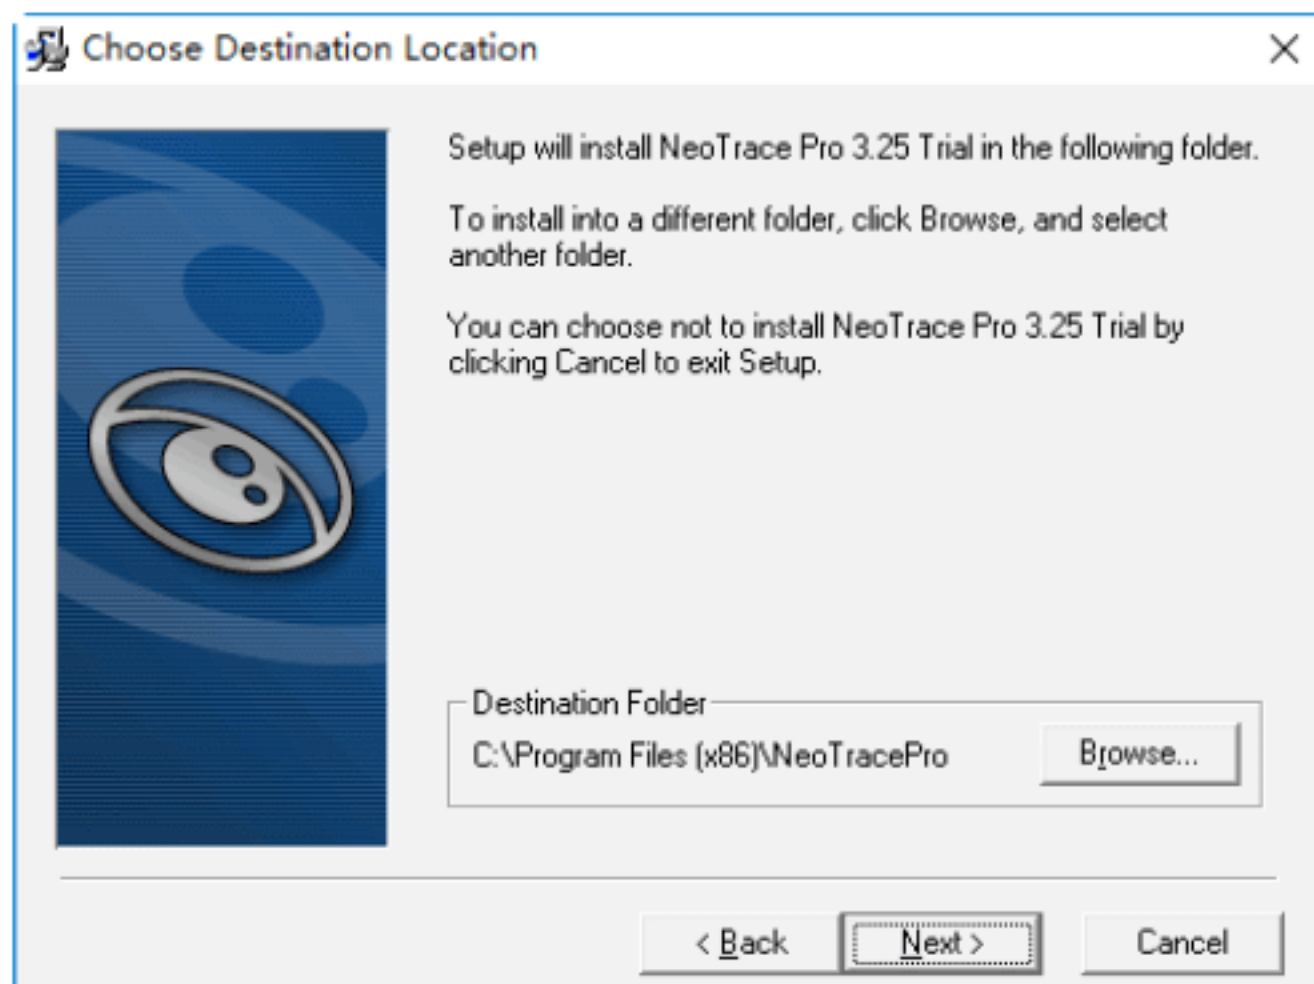 Choose Destination Location
Setup will install NeoTrace Pro 3.25 Trial in the following folder.
To install into a different folder, click Browse, and select
another folder.
You can choose not to install NeoTrace Pro 3.25 Trial by
clicking Cancel to exit Setup.
Destination Folder
C:\Program Files (x86)\NeoTracePro
Browse...
< Back
Next >
Cancel